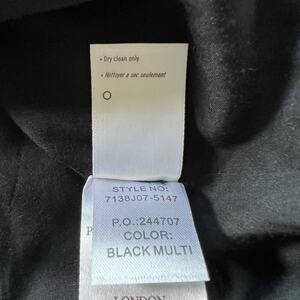 • Dry clean only
• Nettoyer a sec seulement
STYLE NO:
7138J07-5147
P.O.:244707
COLOR:
BLACK MULTI
LONDON